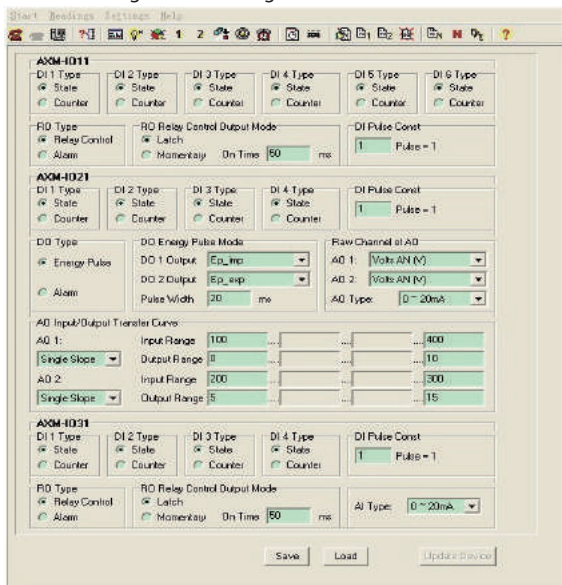 Start Readings Settings Help
1 2 B1 B2 En H ?
AXM-IO11
DI 1 Type DI 2 Type DI 3 Type DI 4 Type DI 5 Type DI 6 Type
State State State State State State
Counter Counter Counter Counter Counter Counter
RO Type RO Relay Control Output Mode DI Pulse Const
Relay Control Latch 1 Pulse = 1
Alarm Momentary On Time 50 ms
AXM-IO21
DI 1 Type DI 2 Type DI 3 Type DI 4 Type DI Pulse Const
State State State State 1 Pulse = 1
Counter Counter Counter Counter
DO Type DO Energy Pulse Mode Raw Channel of AO
Energy Pulse DO 1 Output Ep_imp AO 1: Volts AN (V)
DO 2 Output Ep_exp AO 2: Volts AN (V)
Alarm Pulse Width 20 ms AO Type: 0 ~ 20mA
AO Input/Output Transfer Curve
AO 1: Input Range 100 ... ... ... 400
Single Slope Output Range 0 ... ... ... 10
AO 2: Input Range 200 ... ... ... 300
Single Slope Output Range 5 ... ... ... 15
AXM-IO31
DI 1 Type DI 2 Type DI 3 Type DI 4 Type DI Pulse Const
State State State State 1 Pulse = 1
Counter Counter Counter Counter
RO Type RO Relay Control Output Mode
Relay Control Latch AI Type: 0 ~ 20mA
Alarm Momentary On Time 50 ms
Save Load Update Device